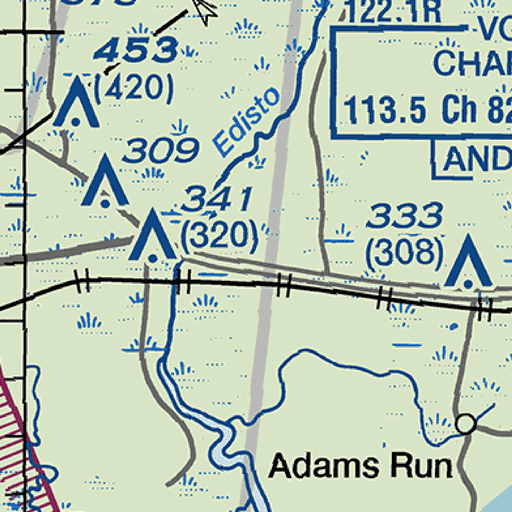 122.1R
453
(420)
CHA
113.5 Ch 82
Edisto
309
AND
341
(320)
333
(308)
Adams Run